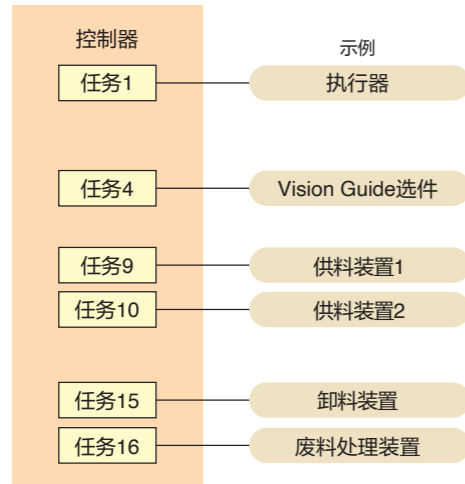 控制器
示例
任务1
执行器
任务4
Vision Guide选件
任务9
供料装置1
任务10
供料装置2
任务15
卸料装置
任务16
废料处理装置